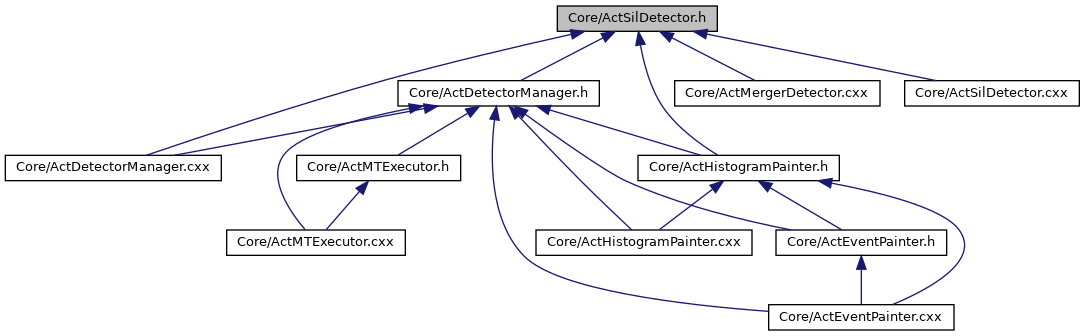 Core/ActSilDetector.h
Core/ActDetectorManager.h
Core/ActMergerDetector.cxx
Core/ActSilDetector.cxx
Core/ActDetectorManager.cxx
Core/ActMTExecutor.h
Core/ActHistogramPainter.h
Core/ActMTExecutor.cxx
Core/ActHistogramPainter.cxx
Core/ActEventPainter.h
Core/ActEventPainter.cxx